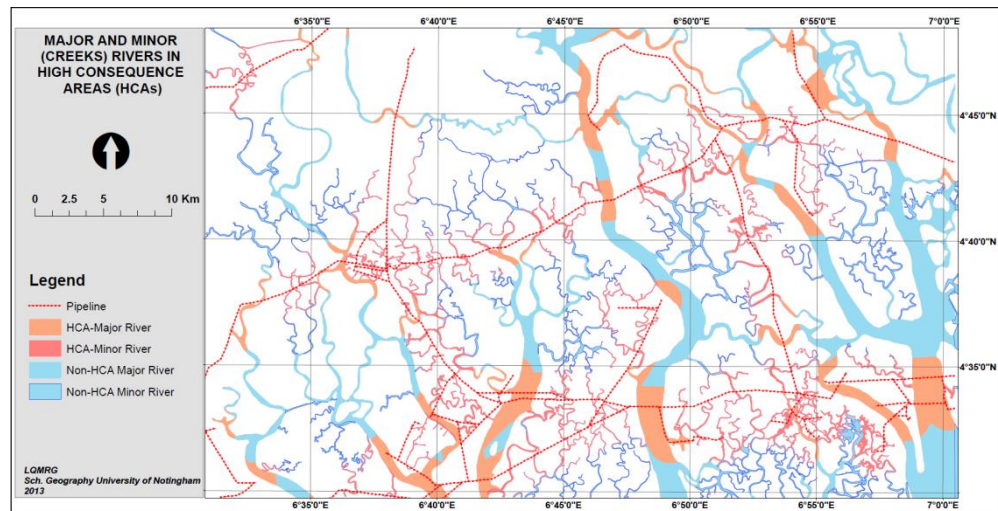 MAJOR AND MINOR
(CREEKS) RIVERS IN
HIGH CONSEQUENCE
AREAS (HCAs)
0 2.5 5 10 Km
Legend
Pipeline
HCA-Major River
HCA-Minor River
Non-HCA Major River
Non-HCA Minor River
LQMRG
Sch. Geography University of Notingham
2013
6°35'0"E 6°40'0"E 6°45'0"E 6°50'0"E 6°55'0"E 7°0'0"E
4°45'0"N
4°40'0"N
4°35'0"N
6°35'0"E 6°40'0"E 6°45'0"E 6°50'0"E 6°55'0"E 7°0'0"E